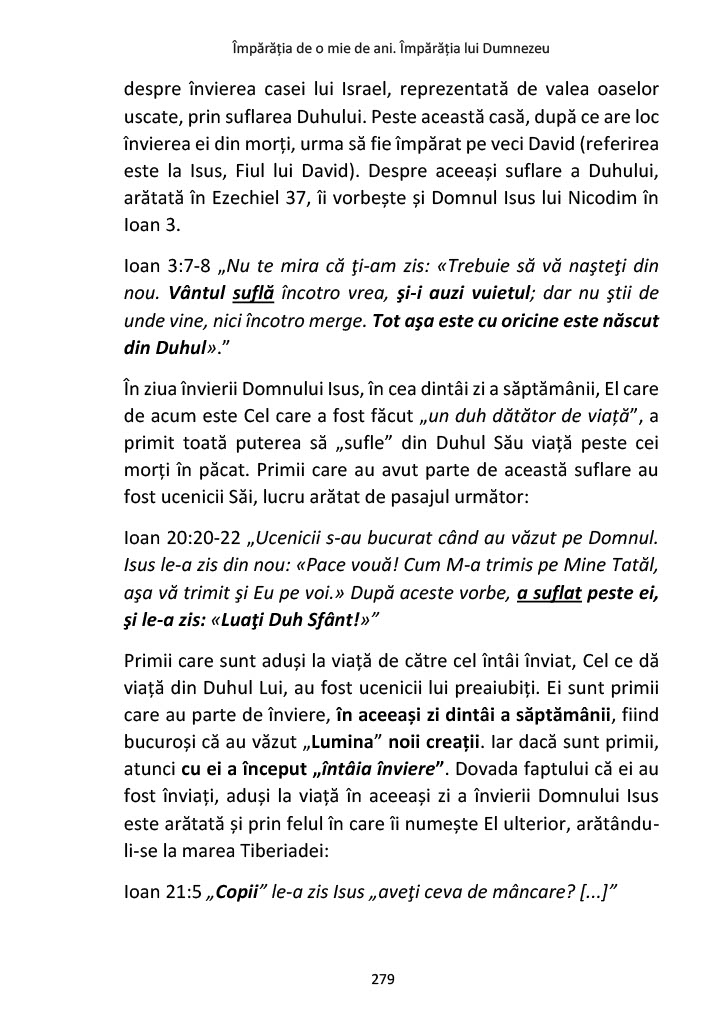 Împărăția de o mie de ani. Împărăția lui Dumnezeu
despre învierea casei lui Israel, reprezentată de valea oaselor
uscate, prin suflarea Duhului. Peste această casă, după ce are loc
învierea ei din morți, urma să fie împărat pe veci David (referirea
este la Isus, Fiul lui David). Despre aceeași suflare a Duhului,
arătată în Ezechiel 37, îi vorbește și Domnul Isus lui Nicodim în
Ioan 3.
Ioan 3:7-8 „Nu te mira că ţi-am zis: «Trebuie să vă naşteţi din
nou. Vântul suflă încotro vrea, şi-i auzi vuietul; dar nu ştii de
unde vine, nici încotro merge. Tot aşa este cu oricine este născut
din Duhul».”
În ziua învierii Domnului Isus, în cea dintâi zi a săptămânii, El care
de acum este Cel care a fost făcut „un duh dătător de viață”, a
primit toată puterea să „sufle” din Duhul Său viață peste cei
morți în păcat. Primii care au avut parte de această suflare au
fost ucenicii Săi, lucru arătat de pasajul următor:
Ioan 20:20-22 „Ucenicii s-au bucurat când au văzut pe Domnul.
Isus le-a zis din nou: «Pace vouă! Cum M-a trimis pe Mine Tatăl,
aşa vă trimit şi Eu pe voi.» După aceste vorbe, a suflat peste ei,
şi le-a zis: «Luaţi Duh Sfânt!»”
Primii care sunt aduși la viață de către cel întâi înviat, Cel ce dă
viață din Duhul Lui, au fost ucenicii lui preaiubiți. Ei sunt primii
care au parte de înviere, în aceeași zi dintâi a săptămânii, fiind
bucuroși că au văzut „Lumina” noii creații. Iar dacă sunt primii,
atunci cu ei a început „întâia înviere”. Dovada faptului că ei au
fost înviați, aduși la viață în aceeași zi a învierii Domnului Isus
este arătată și prin felul în care îi numește El ulterior, arătându-
li-se la marea Tiberiadei:
Ioan 21:5 „Copii” le-a zis Isus „aveţi ceva de mâncare? [...]”
279